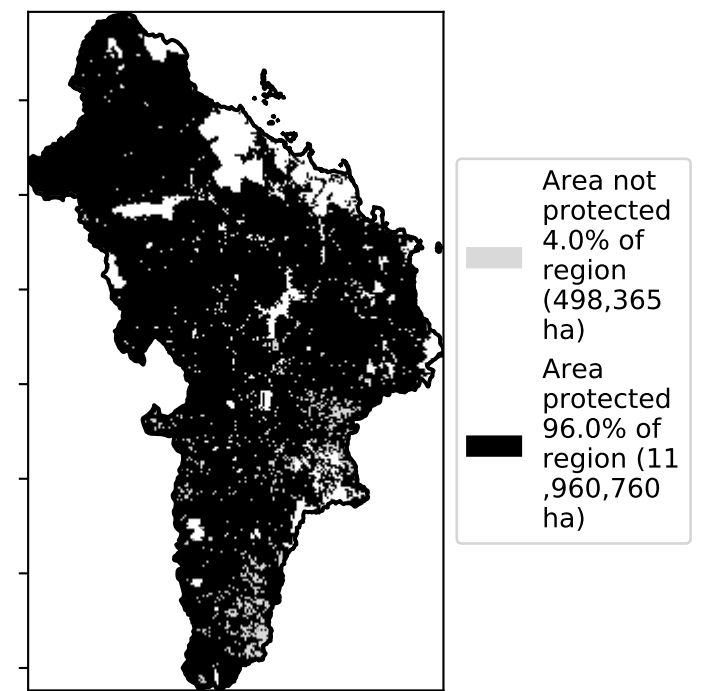 Area not
protected
4.0% of
region
(498,365
ha)
Area
protected
96.0% of
region (11
,960,760
ha)